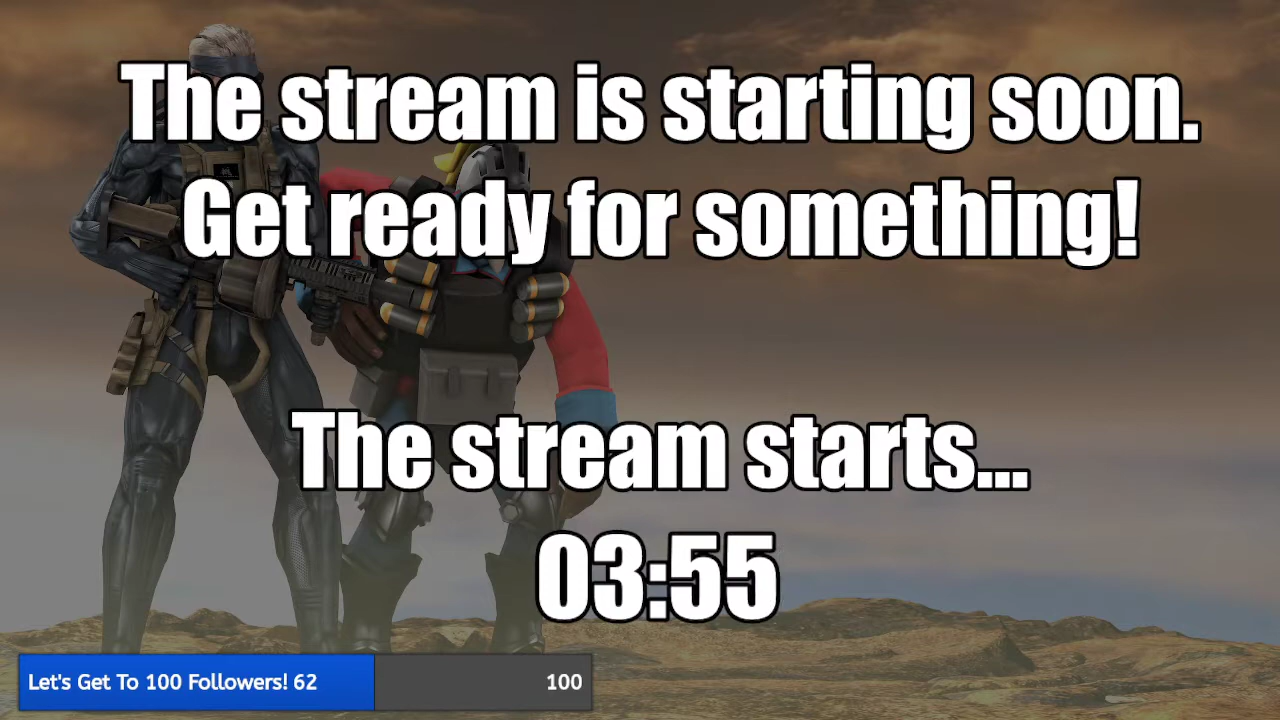 The stream is starting soon.
Get ready for something!
The stream starts...
03:55
Let's Get To 100 Followers! 62
100